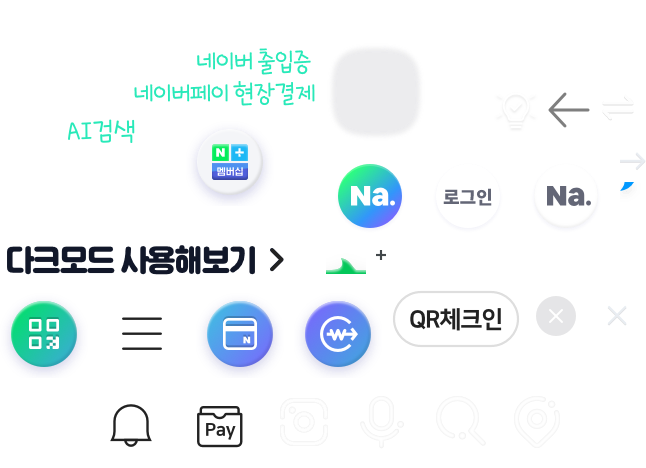 네이버 출입증
네이버페이 현장결제
AI검색
N +
멤버십
Na.
로그인
Na.
다크모드 사용해보기
+
N
W
QR체크인
Pay